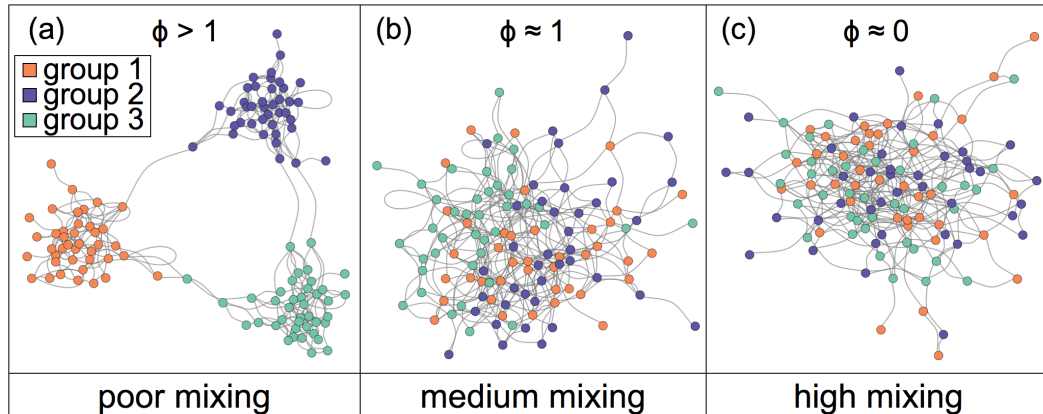 (a) ϕ > 1
group 1
group 2
group 3
poor mixing
(b) ϕ ≈ 1
medium mixing
(c) ϕ ≈ 0
high mixing